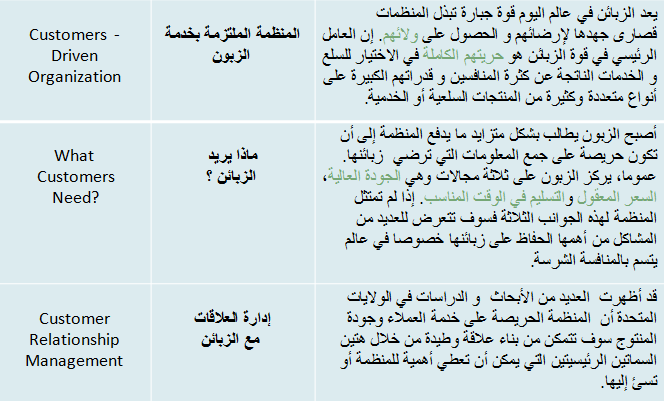 Customers -
Driven
Organization
المنظمة الملتزمة بخدمة
الزبون
يعد الزبائن في عالم اليوم قوة جبارة تبذل المنظمات
قصارى جهدها لإرضائهم و الحصول على ولائهم. إن العامل
الرئيسي في قوة الزبائن هو حريتهم الكاملة في الاختيار للسلع
و الخدمات الناتجة عن كثرة المنافسين و قدراتهم الكبيرة على
أنواع متعددة وكثيرة من المنتجات السلعية أو الخدمية.
What
Customers
Need?
ماذا يريد
الزبائن ؟
أصبح الزبون يطالب بشكل متزايد ما يدفع المنظمة إلى أن
تكون حريصة على جمع المعلومات التي ترضي زبائنها.
عموما، يركز الزبون على ثلاثة مجالات وهي الجودة العالية،
السعر المعقول والتسليم في الوقت المناسب. إذا لم تمتثل
المنظمة لهذه الجوانب الثلاثة فسوف تتعرض للعديد من
المشاكل من أهمها الحفاظ على زبائنها خصوصا في عالم
يتسم بالمنافسة الشرسة.
Customer
Relationship
Management
إدارة العلاقات
مع الزبائن
قد أظهرت العديد من الأبحاث و الدراسات في الولايات
المتحدة أن المنظمة الحريصة على خدمة العملاء وجودة
المنتوج سوف تتمكن من بناء علاقة وطيدة من خلال هتين
السماتين الرئيسيتين التي يمكن أن تعطي أهمية للمنظمة أو
تسئ إليها.